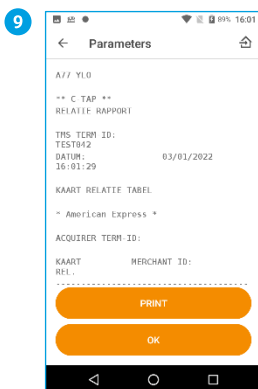 9
89% 16:01
Parameters
A// YLO
** C TAP **
RELATIE RAPPORT
TMS TERM ID:
TEST042
DATUM: 03/01/2022
16:01:29
KAART RELATIE TABEL
* American Express *
ACQUIRER TERM-ID:
KAART MERCHANT ID:
REL.
----------------------------------------
PRINT
OK